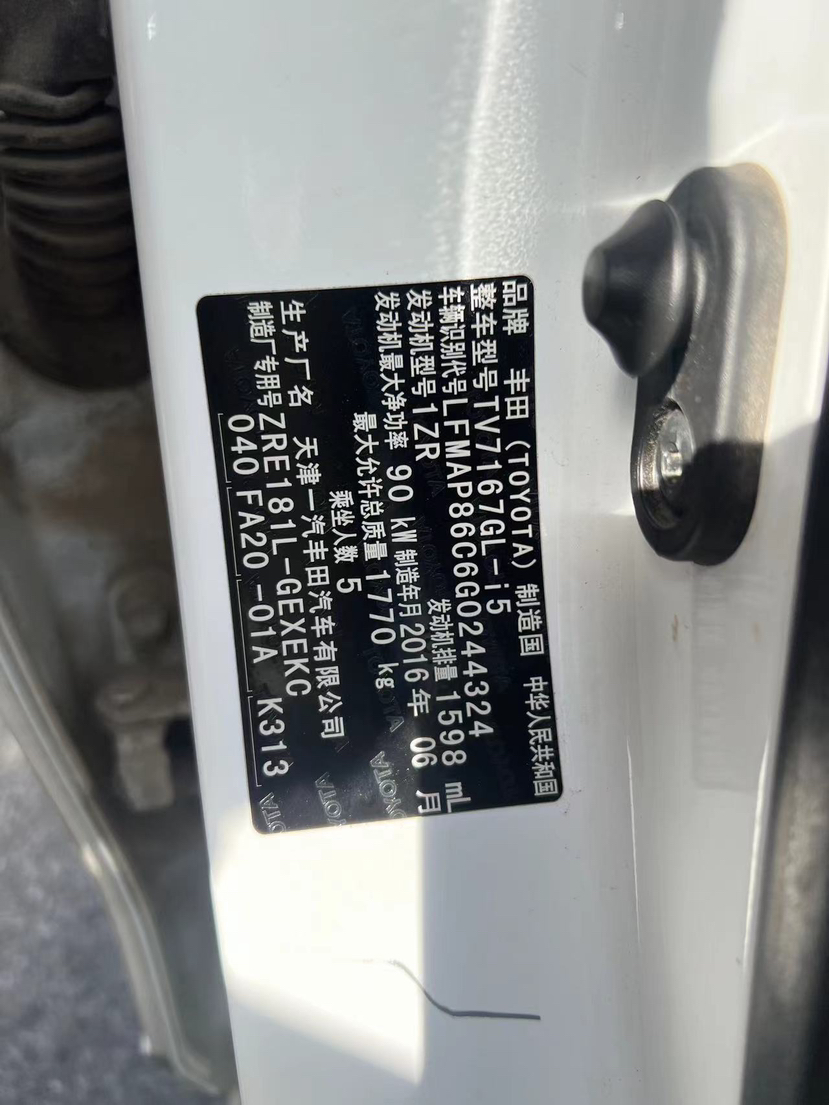 品牌 丰田（TOYOTA）制造国 中华人民共和国
整车型号 TV7167GL-i5
车辆识别代号 LFMAP86C6G0244324
发动机型号 1ZR 发动机排量 1598 mL
发动机最大净功率 90 kW 制造年月 2016年 06月
最大允许总质量 1770 kg
乘坐人数 5
生产厂名 天津一汽丰田汽车有限公司
制造厂专用号 ZRE181L-GEXEKC
040 FA20 -01A K313